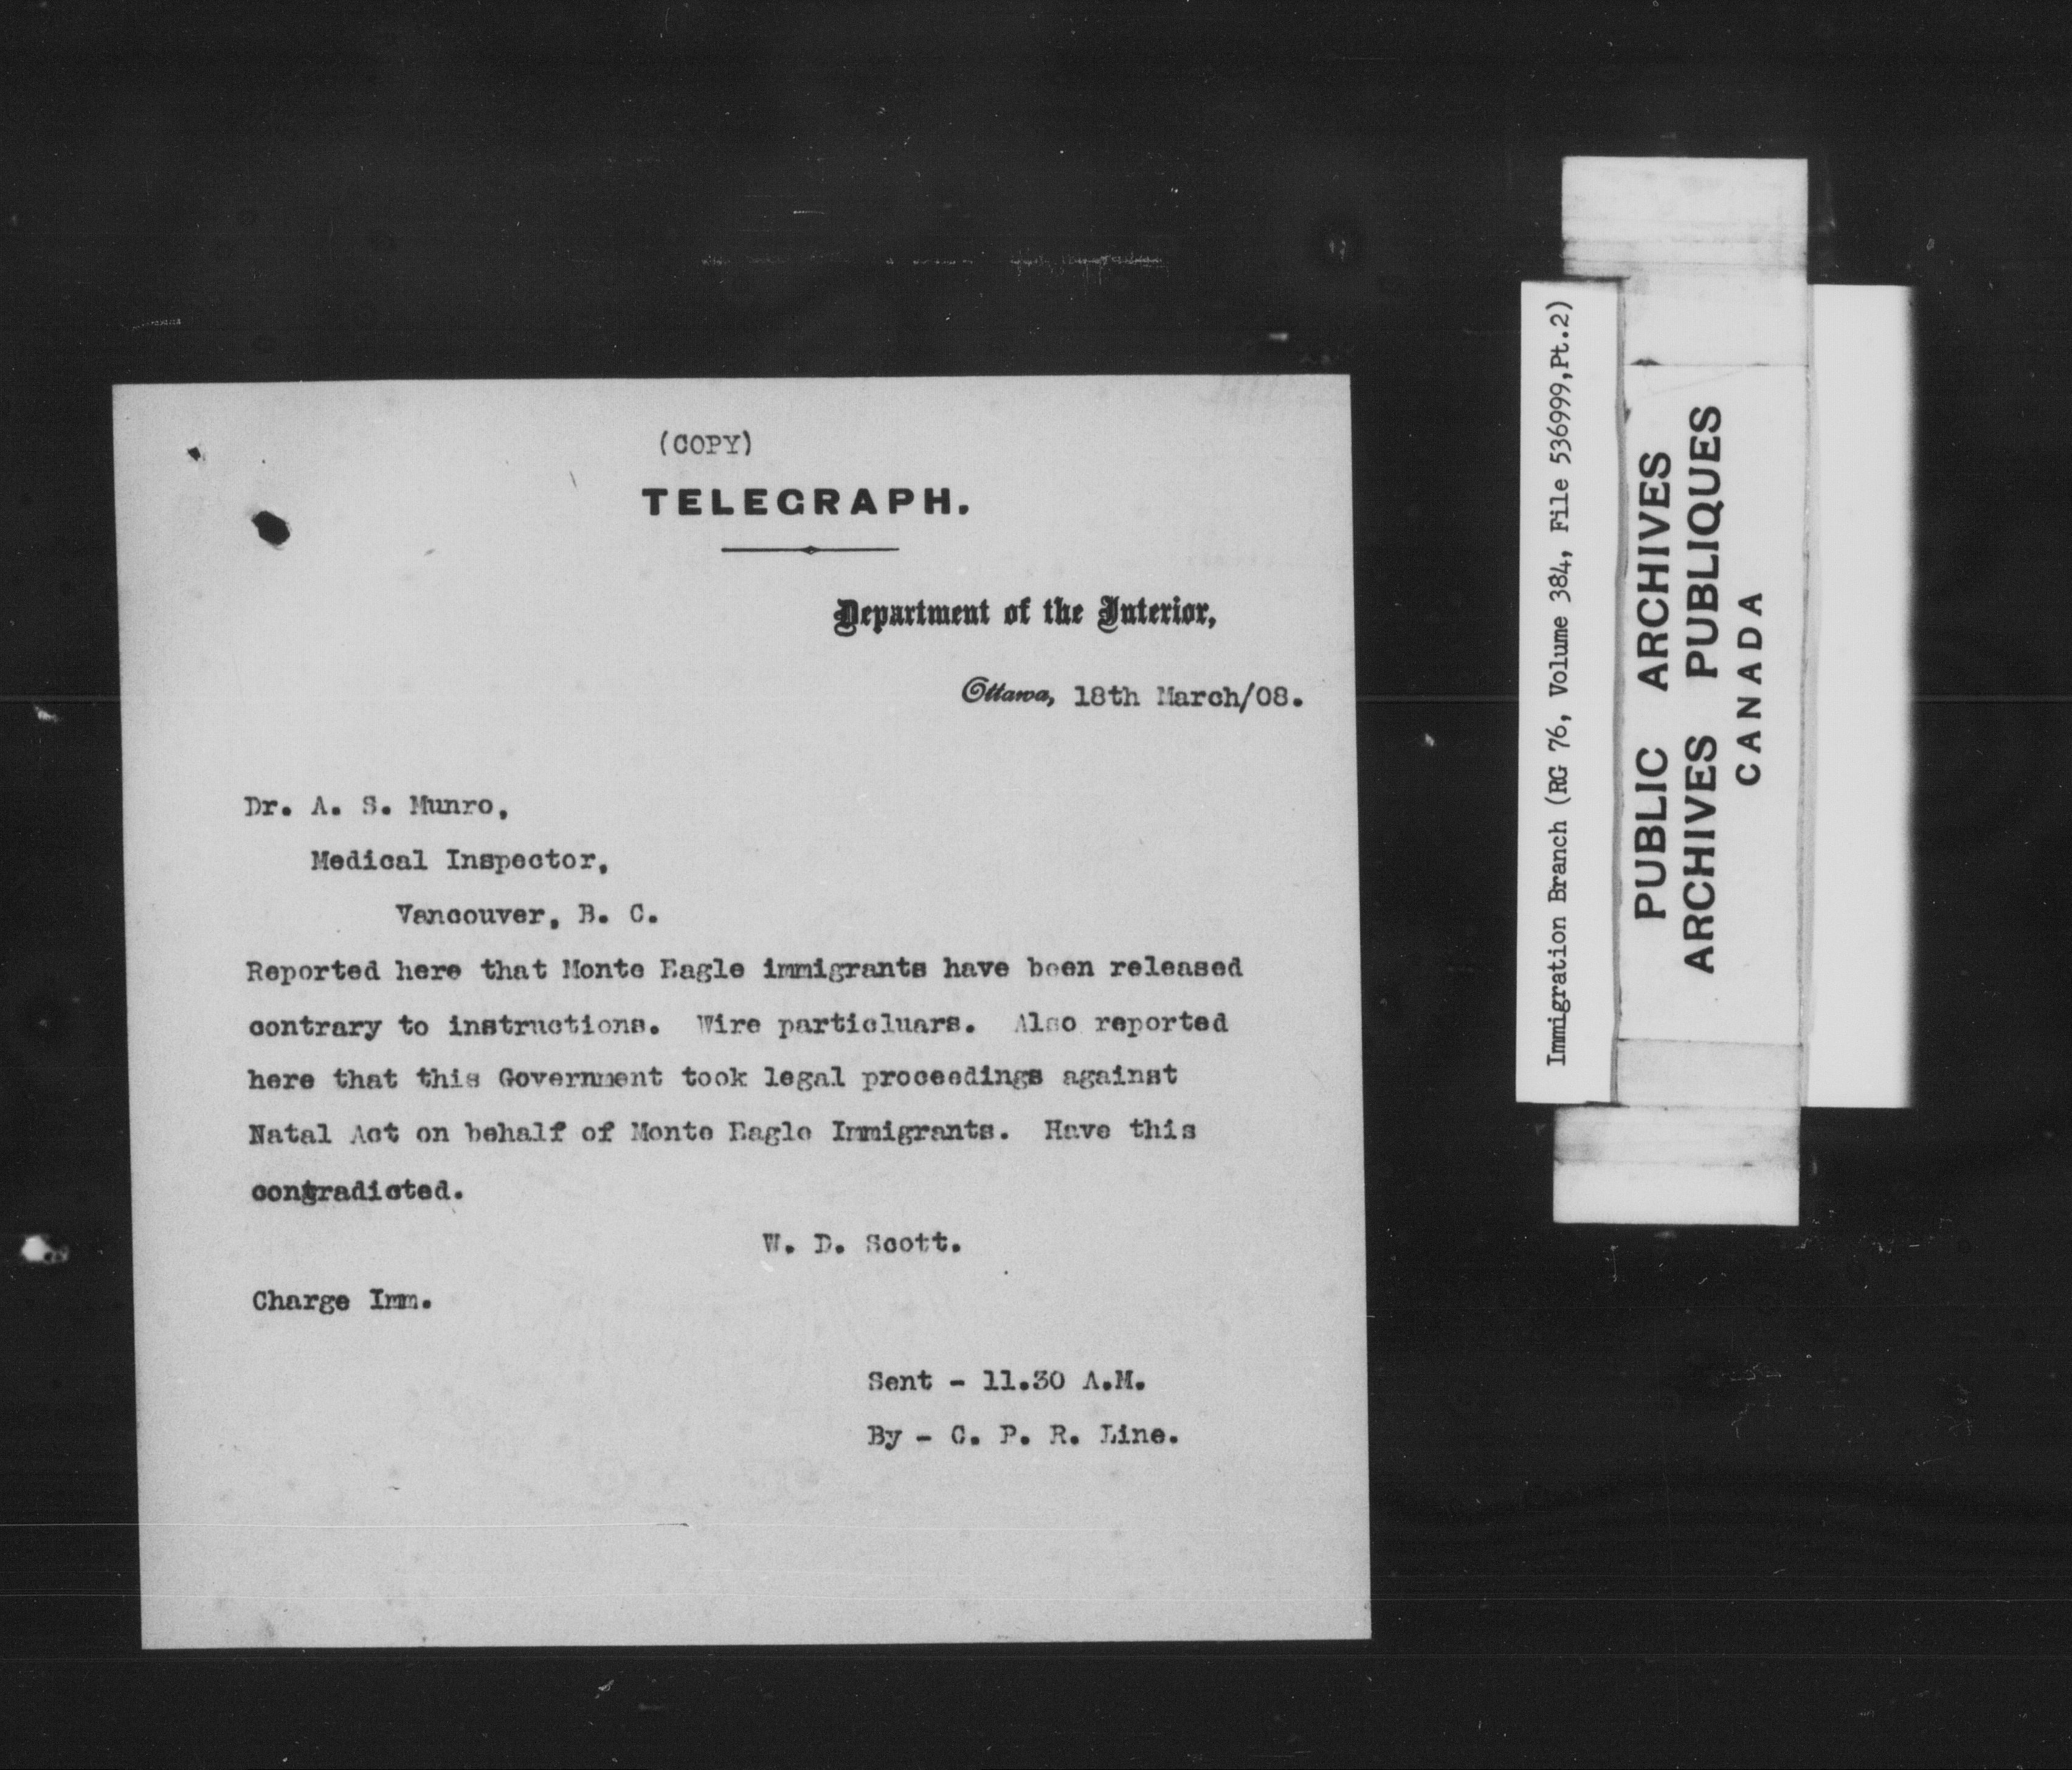 (COPY)
TELEGRAPH.
Department of the Interior,
Ottawa, 18th March/08.
Dr. A. S. Munro,
Medical Inspector,
Vancouver, B. C.
Reported here that Monte Eagle immigrants have been released
contrary to instructions. Wire particluars. Also reported
here that this Government took legal proceedings against
Natal Act on behalf of Monte Eagle Immigrants. Have this
contradicted.
W. D. Scott.
Charge Imm.
Sent - 11.30 A.M.
By - C. P. R. Line.
Immigration Branch (RG 76, Volume 384, File 536999,Pt.2)
PUBLIC ARCHIVES
ARCHIVES PUBLIQUES
CANADA